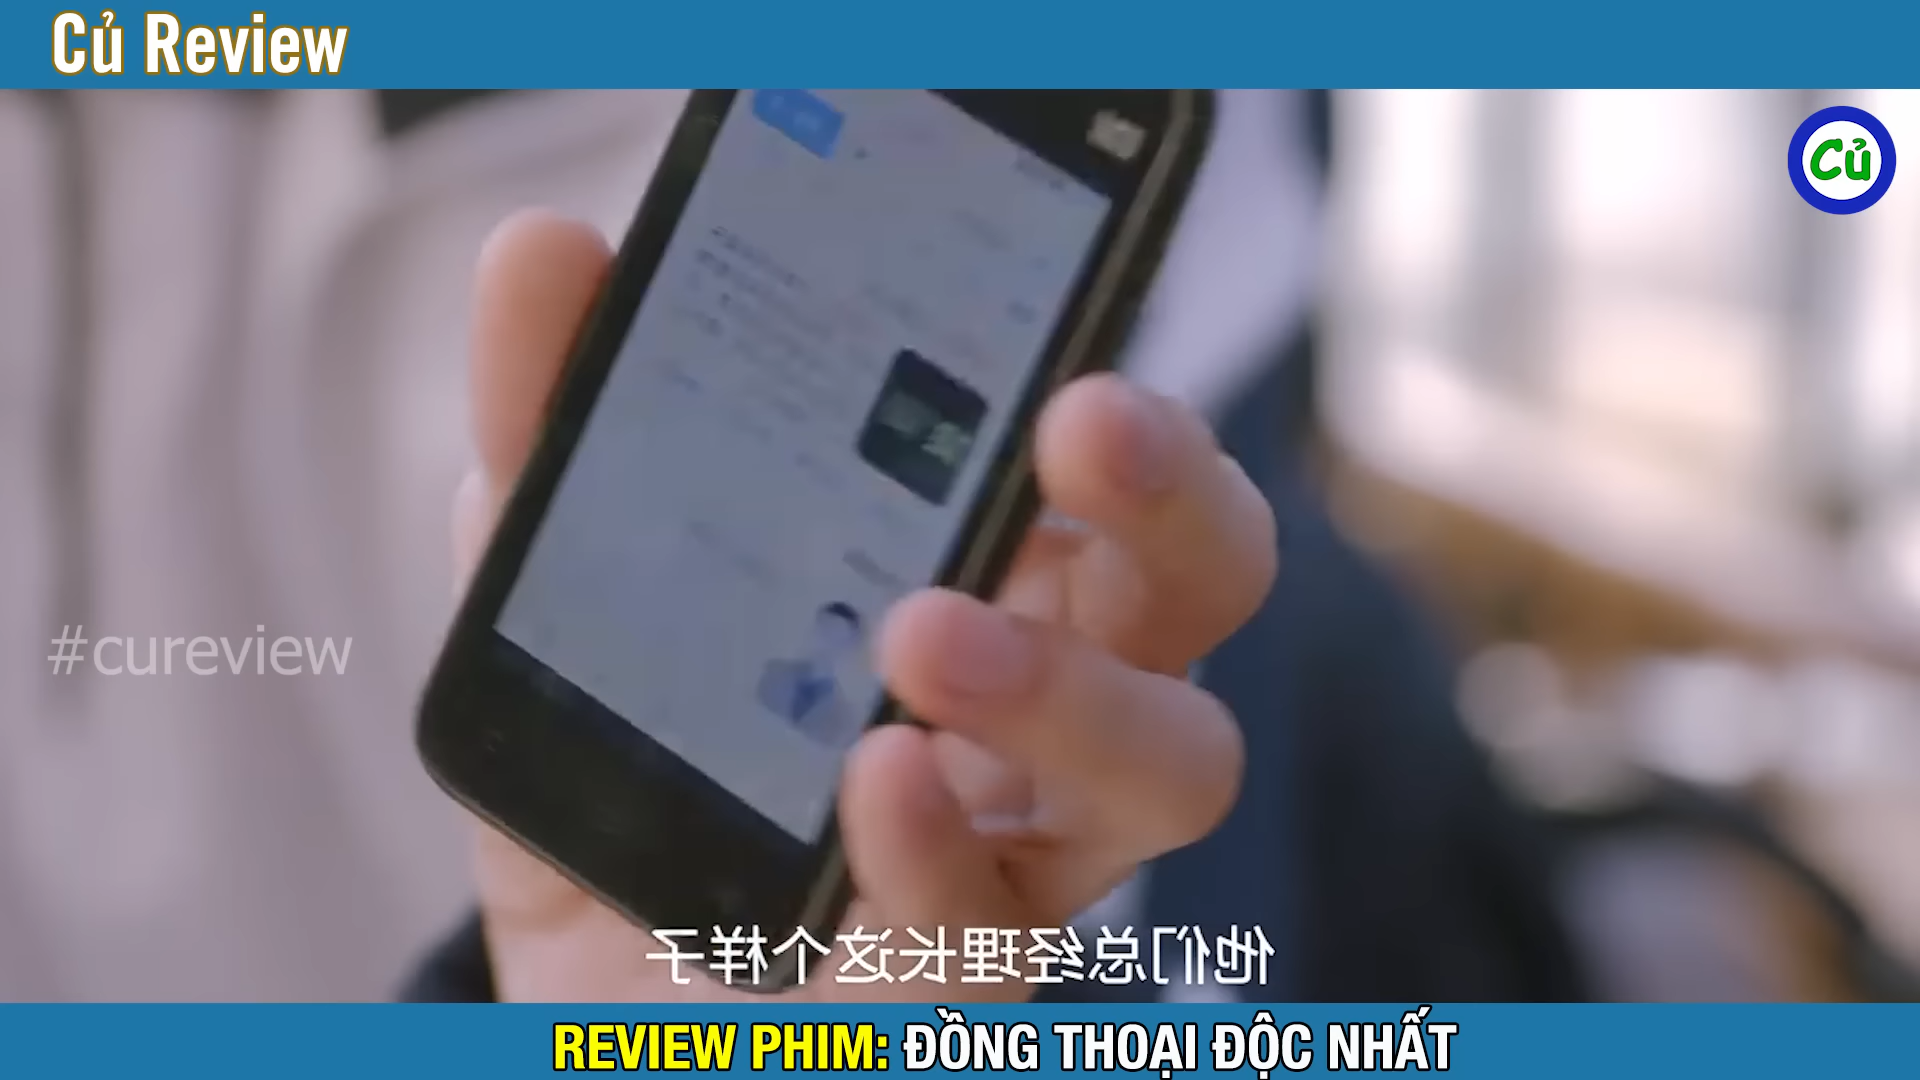 Củ Review
Củ
#cureview
他们总经理长这个样子
REVIEW PHIM: ĐỒNG THOẠI ĐỘC NHẤT